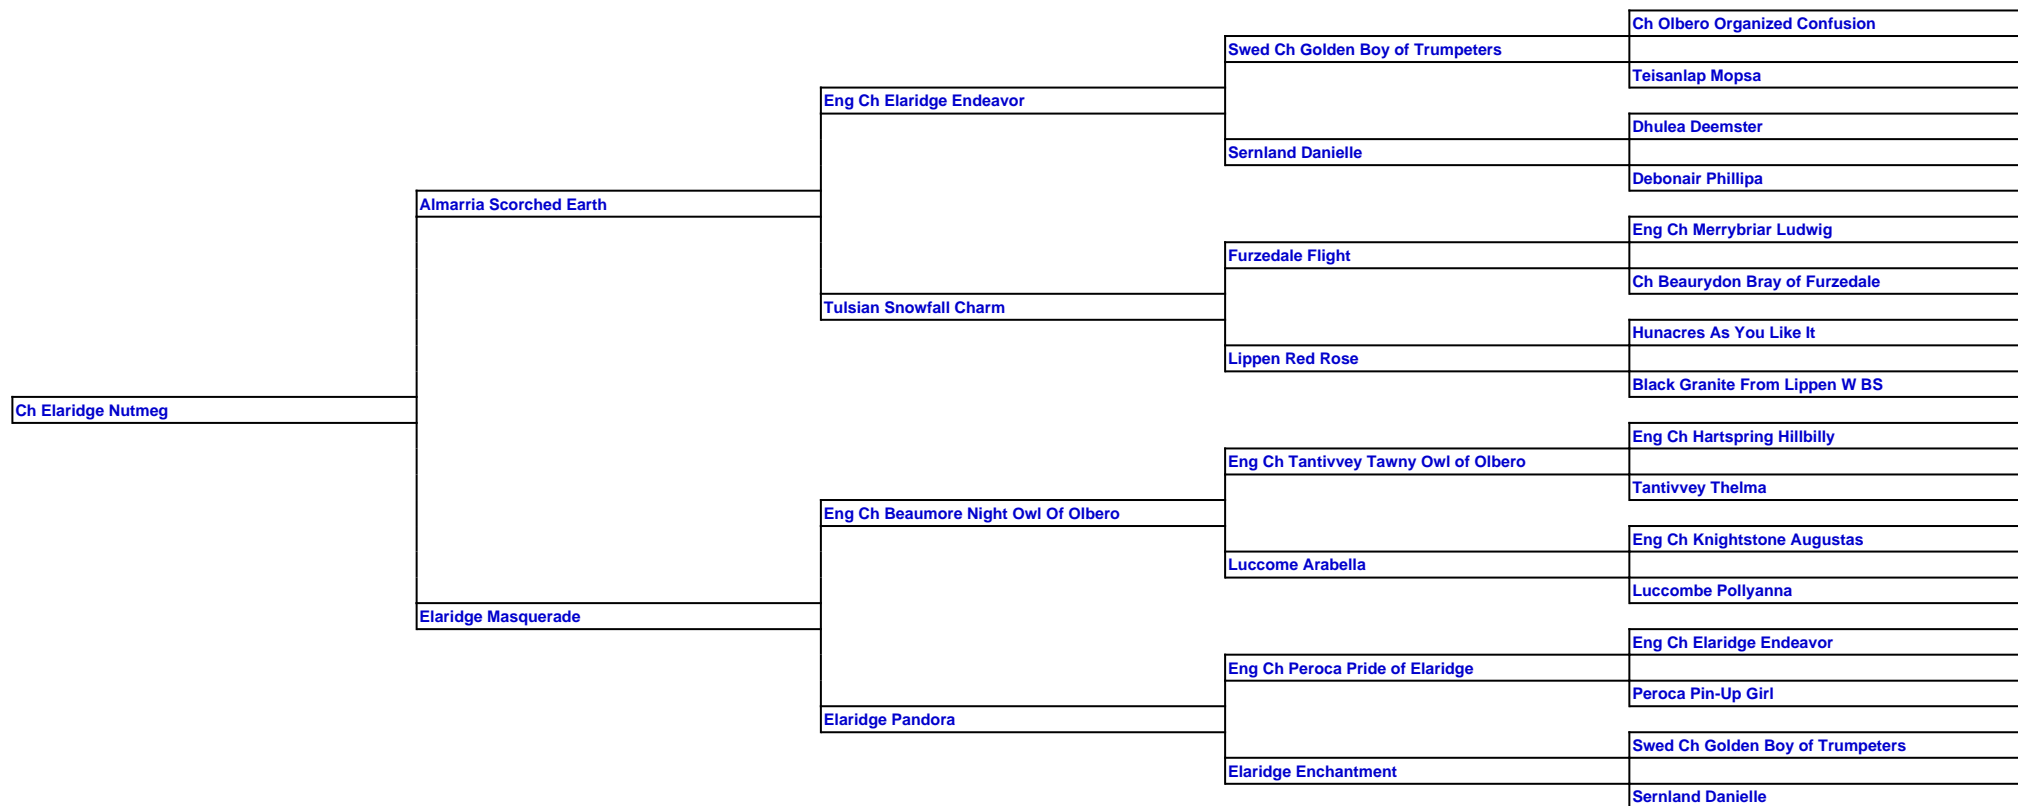 Ch Olbero Organized Confusion
Swed Ch Golden Boy of Trumpeters
Teisanlap Mopsa
Eng Ch Elaridge Endeavor
Dhulea Deemster
Sernland Danielle
Debonair Phillipa
Almarria Scorched Earth
Eng Ch Merrybriar Ludwig
Furzedale Flight
Ch Beaurydon Bray of Furzedale
Tulsian Snowfall Charm
Hunacres As You Like It
Lippen Red Rose
Black Granite From Lippen W BS
Ch Elaridge Nutmeg
Eng Ch Hartspring Hillbilly
Eng Ch Tantivvey Tawny Owl of Olbero
Tantivvey Thelma
Eng Ch Beaumore Night Owl Of Olbero
Eng Ch Knightstone Augustas
Luccome Arabella
Luccombe Pollyanna
Elaridge Masquerade
Eng Ch Elaridge Endeavor
Eng Ch Peroca Pride of Elaridge
Peroca Pin-Up Girl
Elaridge Pandora
Swed Ch Golden Boy of Trumpeters
Elaridge Enchantment
Sernland Danielle